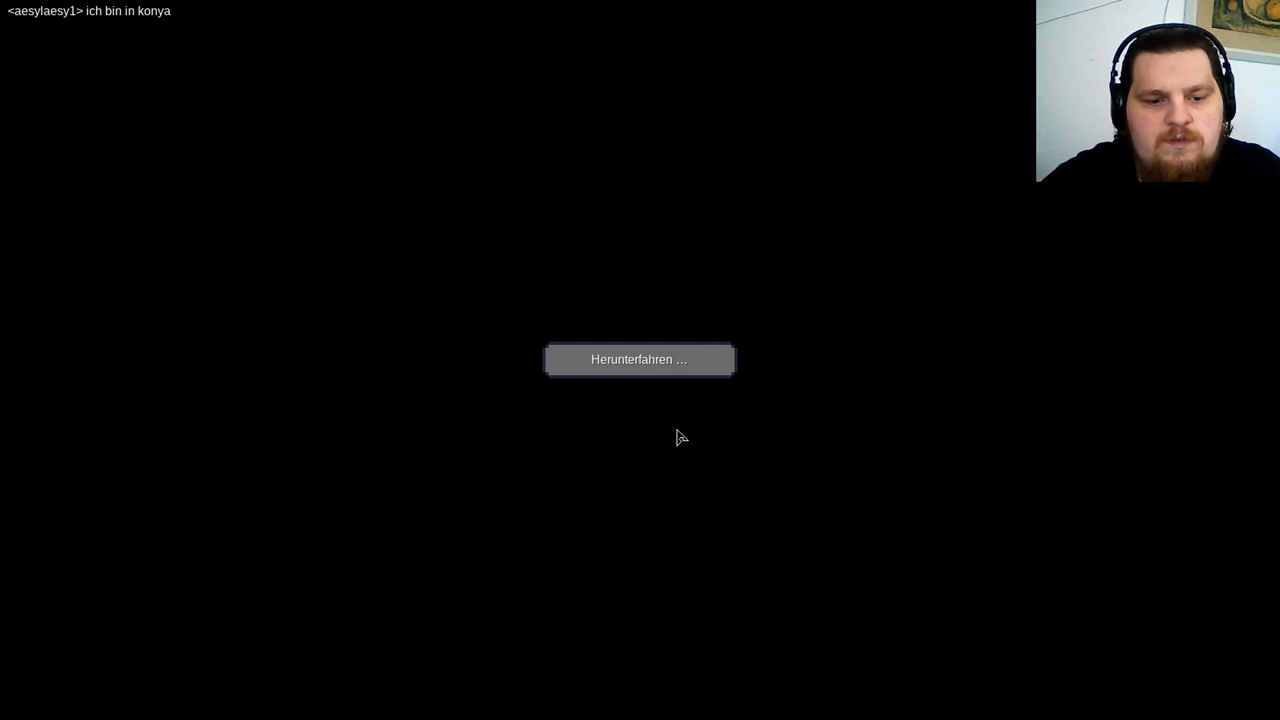 <aesylaesy1> ich bin in konya
Herunterfahren ...